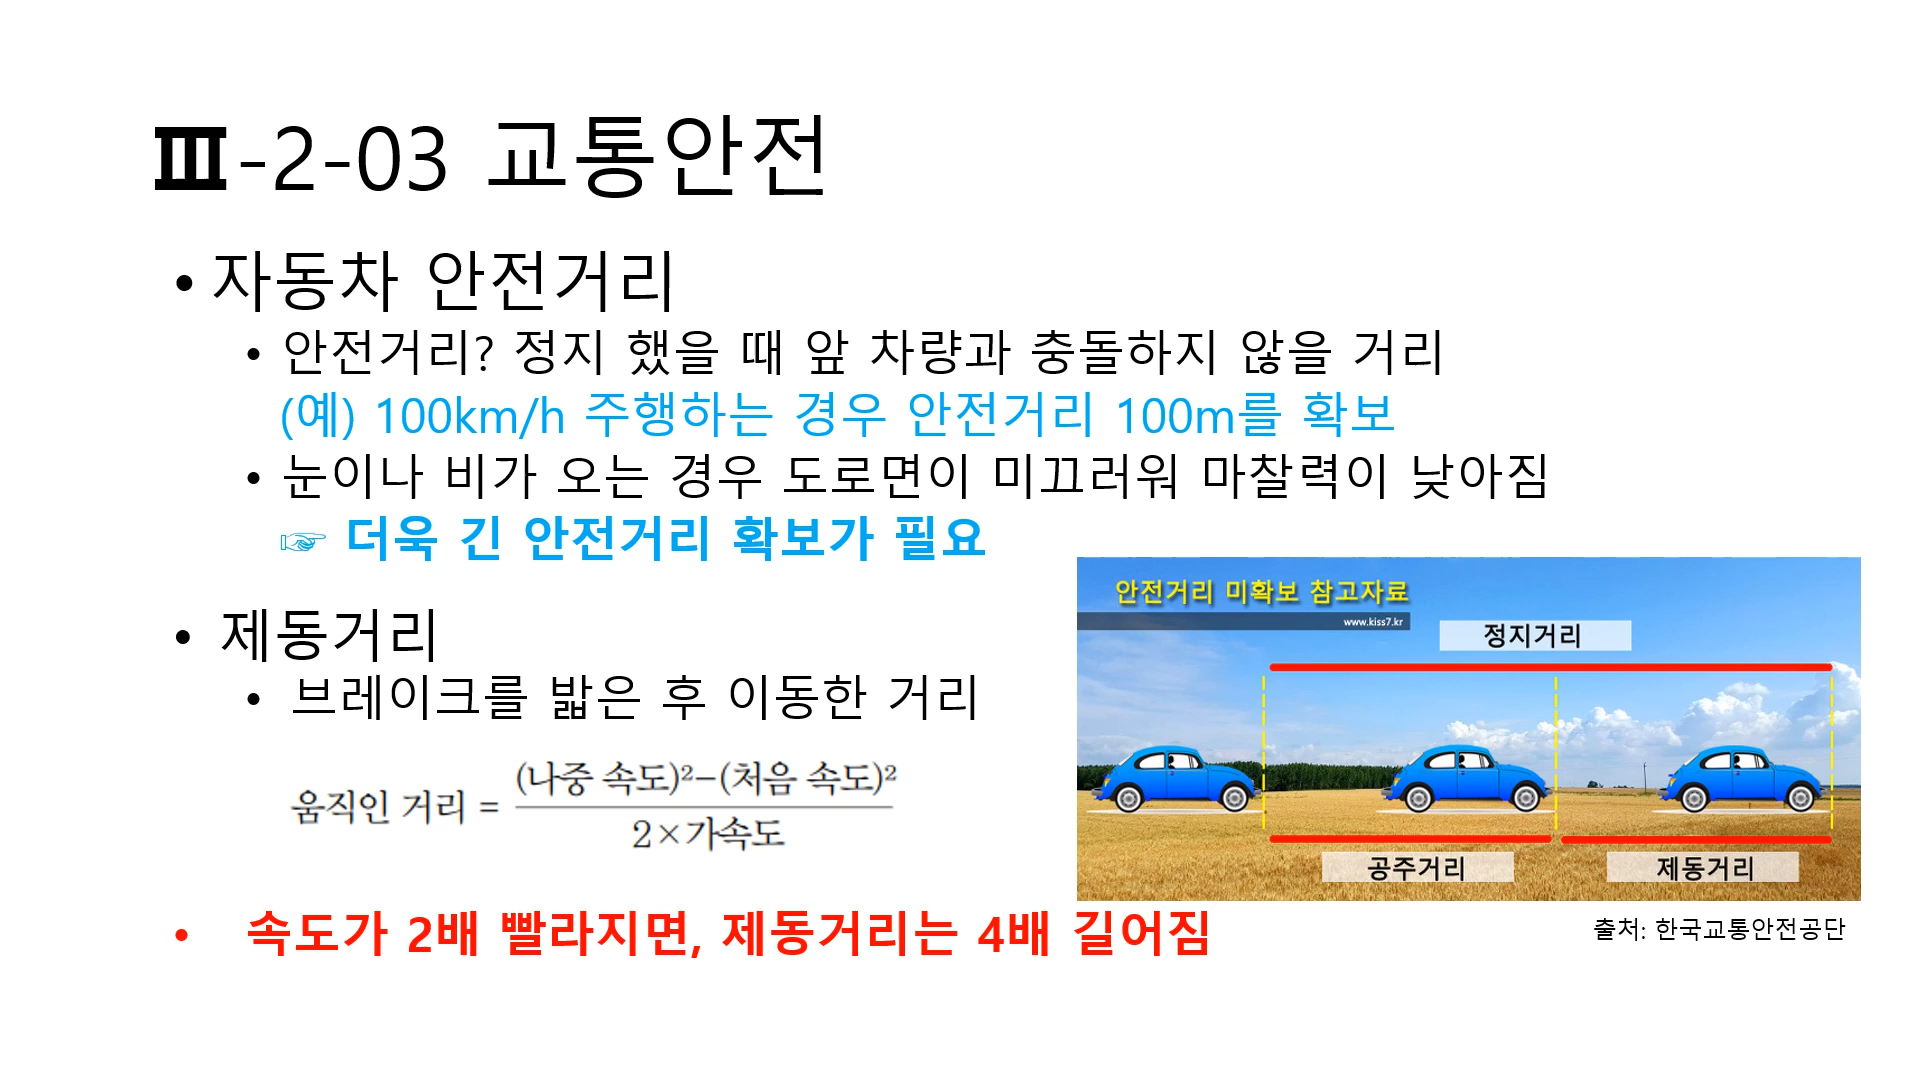 Ⅲ-2-03 교통안전
• 자동차 안전거리
• 안전거리? 정지 했을 때 앞 차량과 충돌하지 않을 거리
(예) 100km/h 주행하는 경우 안전거리 100m를 확보
• 눈이나 비가 오는 경우 도로면이 미끄러워 마찰력이 낮아짐
☞ 더욱 긴 안전거리 확보가 필요
• 제동거리
• 브레이크를 밟은 후 이동한 거리
움직인 거리 = (나중 속도)²−(처음 속도)²
2×가속도
안전거리 미확보 참고자료
www.kiss7.kr
정지거리
공주거리
제동거리
• 속도가 2배 빨라지면, 제동거리는 4배 길어짐
출처: 한국교통안전공단